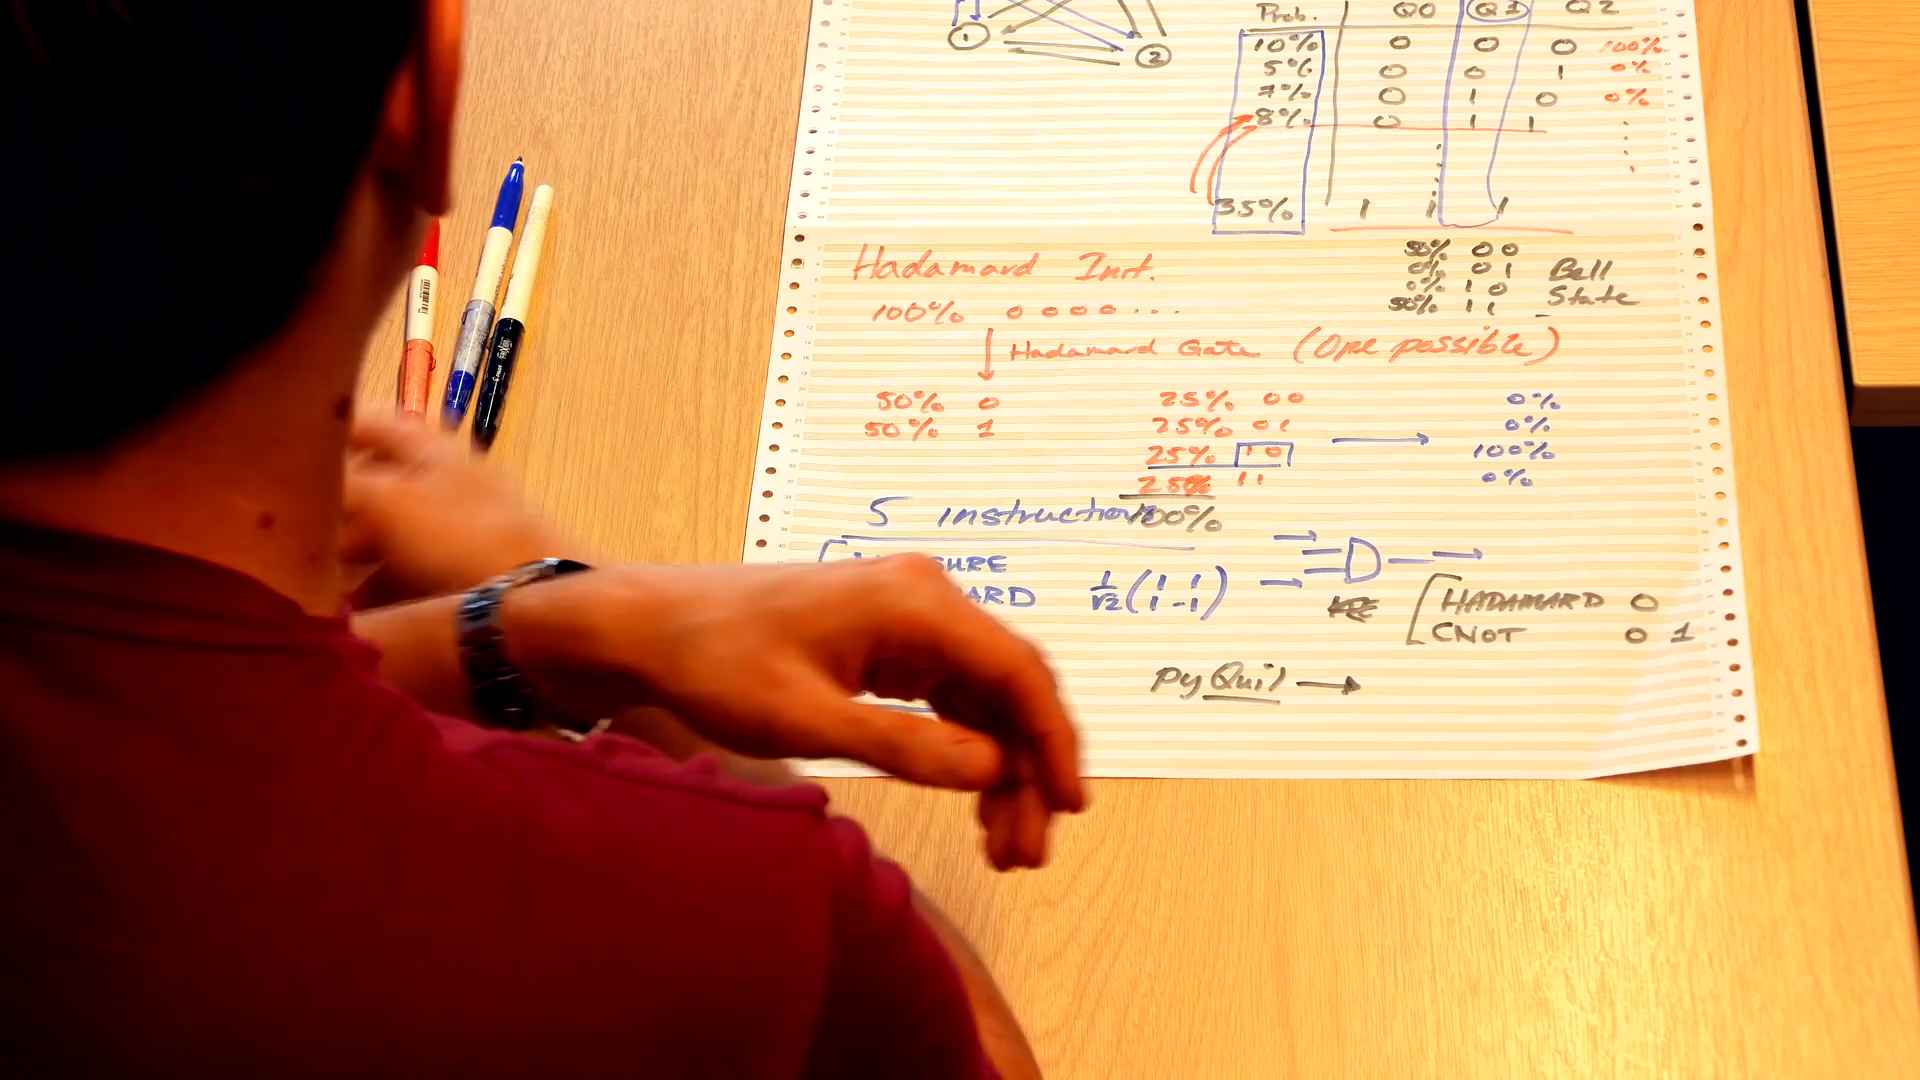 1
2
Prob. Q0 Q1 Q2
10% 0 0 0 100%
5% 0 0 1 0%
7% 0 1 0 0%
8% 0 1 1
35% 1 1 1
Hadamard Init.
100% 0 0 0 0 ...
50% 0 0
0% 0 1
0% 1 0
50% 1 1
Bell
State
Hadamard Gate (One possible)
50% 0
50% 1
25% 0 0
25% 0 1
25% 1 0
25% 1 1
100%
0%
0%
100%
0%
5 instructions
SURE
ARD 1/√2 ( 1 1
1 -1 )
HADAMARD 0
CNOT 0 1
PyQuil →